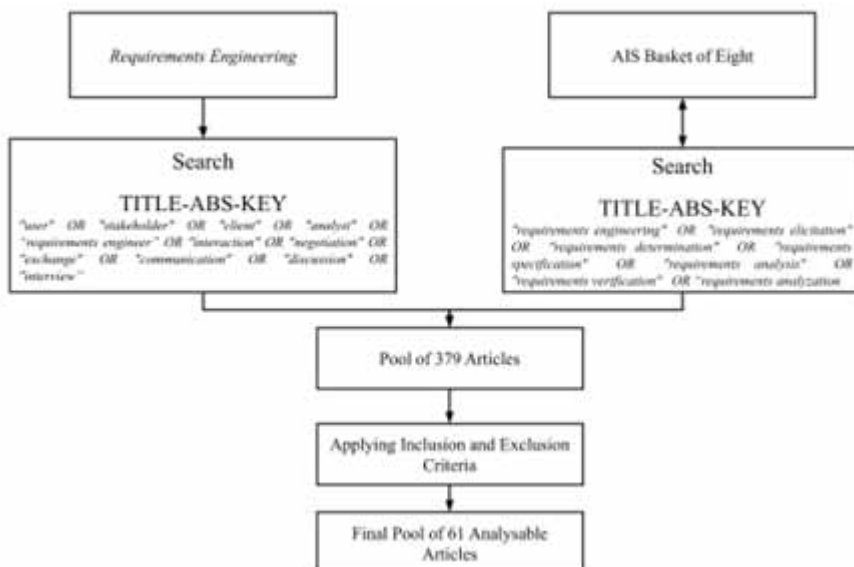 Requirements Engineering
AIS Basket of Eight
Search
TITLE-ABS-KEY
"user" OR "stakeholder" OR "client" OR "analyst" OR
"requirements engineer" OR "interaction" OR "negotiation" OR
"exchange" OR "communication" OR "discussion" OR
"interview"
Search
TITLE-ABS-KEY
"requirements engineering" OR "requirements elicitation"
OR "requirements determination" OR "requirements
specification" OR "requirements analysis" OR
"requirements verification" OR "requirements analyzation
Pool of 379 Articles
Applying Inclusion and Exclusion
Criteria
Final Pool of 61 Analysable
Articles